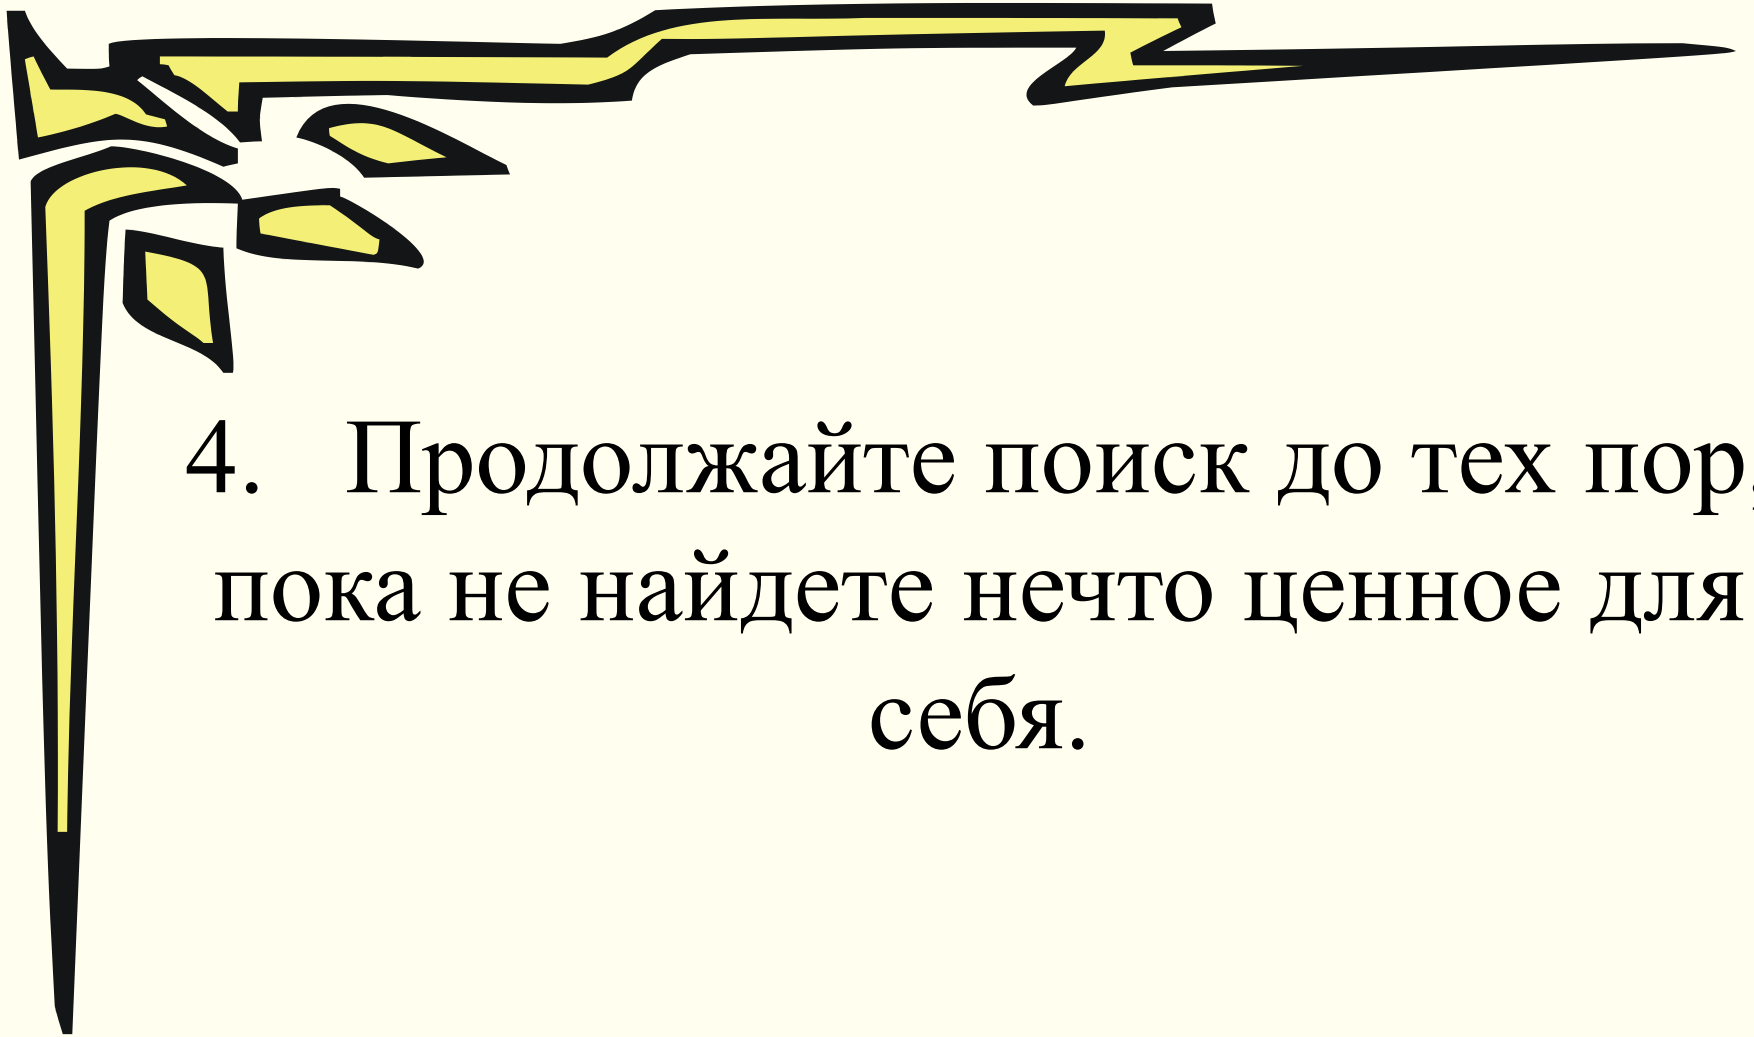 4. Продолжайте поиск до тех пор,
пока не найдете нечто ценное для
себя.